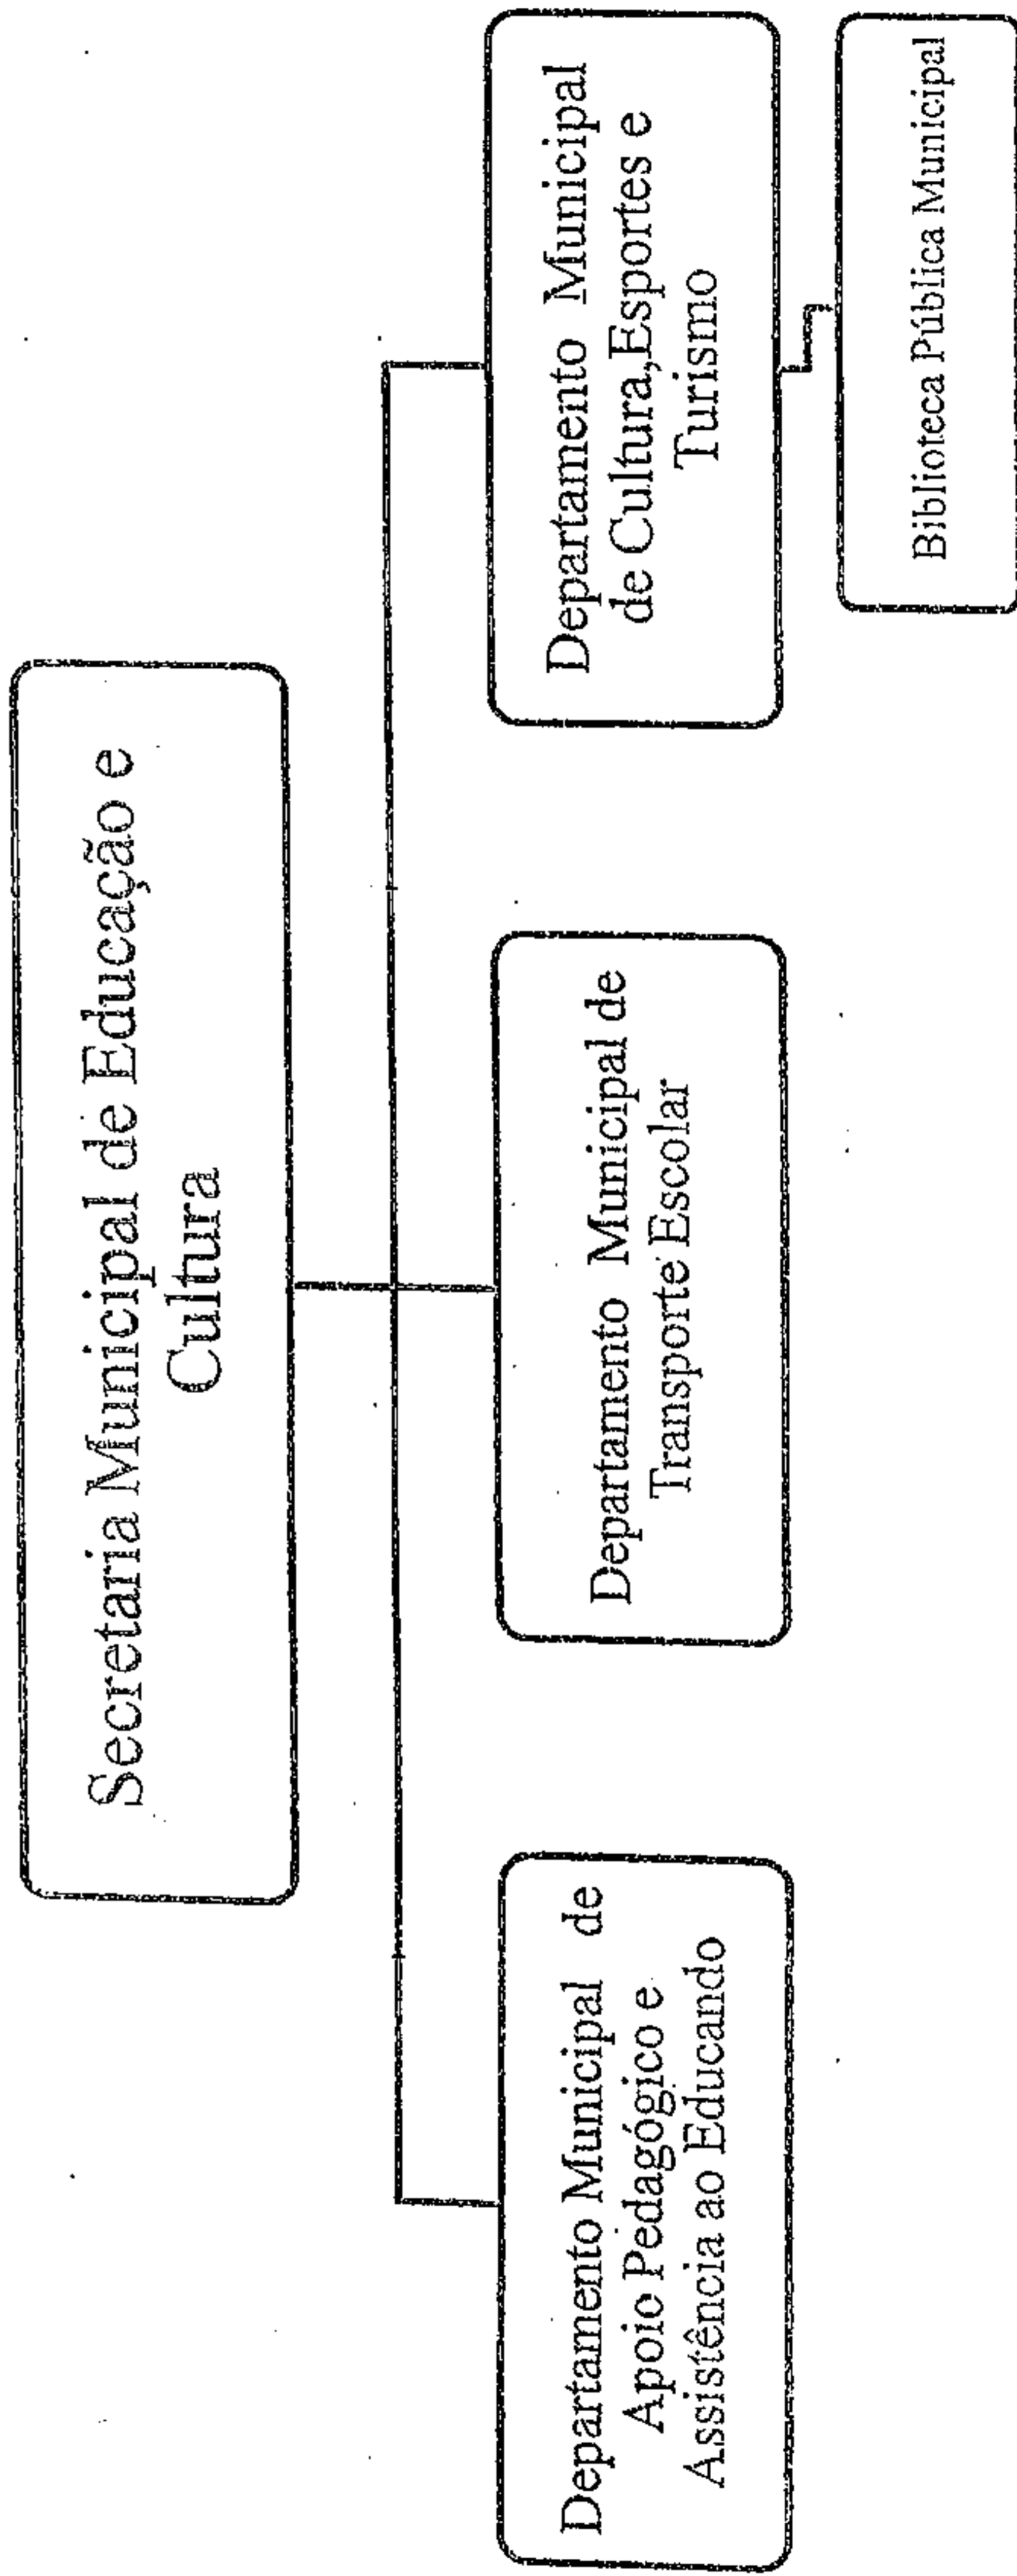 Secretaria Municipal de Educação e
Cultura
Departamento Municipal de
Apoio Pedagógico e
Assistência ao Educando
Departamento Municipal de
Transporte Escolar
Departamento Municipal
de Cultura,Esportes e
Turismo
Biblioteca Pública Municipal